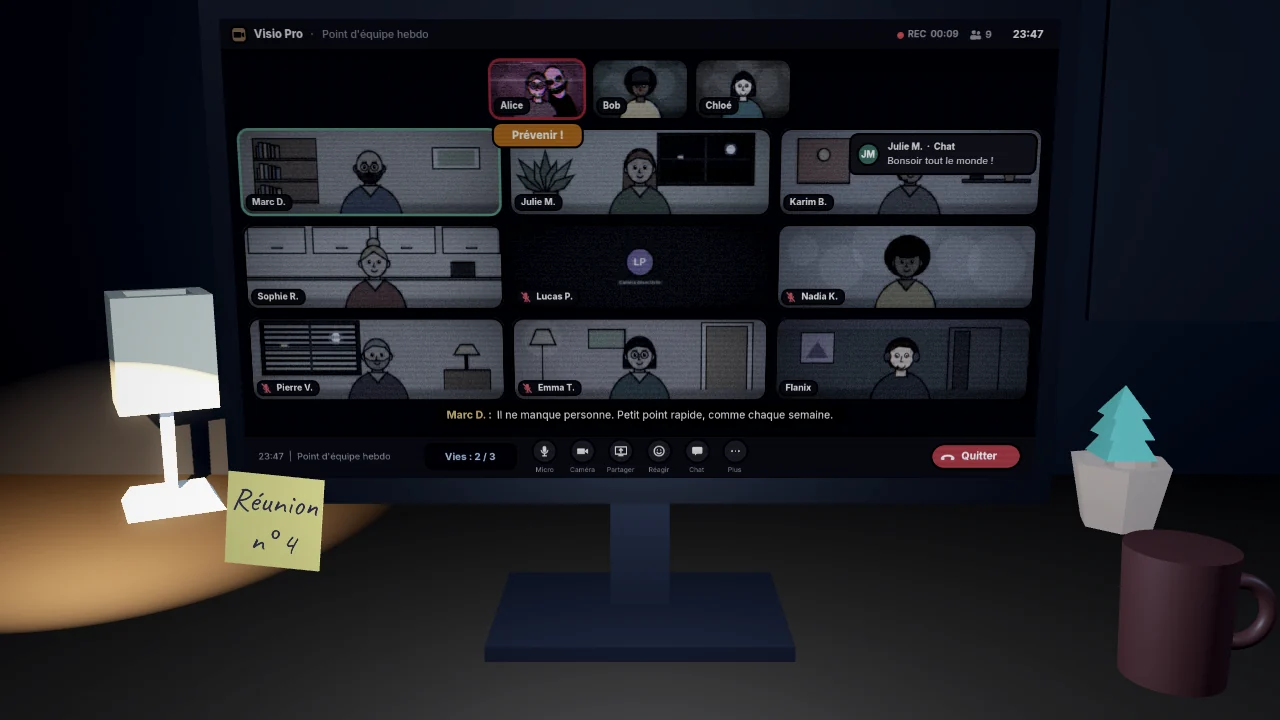 Visio Pro · Point d'équipe hebdo
REC 00:09 9 23:47
Alice
Bob
Chloé
Prévenir !
Marc D.
Julie M.
Karim B.
JM
Julie M. · Chat
Bonsoir tout le monde !
Sophie R.
LP
Lucas P.
Nadia K.
Pierre V.
Emma T.
Flanix
Marc D. : Il ne manque personne. Petit point rapide, comme chaque semaine.
23:47 | Point d'équipe hebdo
Vies : 2 / 3
Micro
Caméra
Partager
Réagir
Chat
Plus
Quitter
Réunion
n° 4